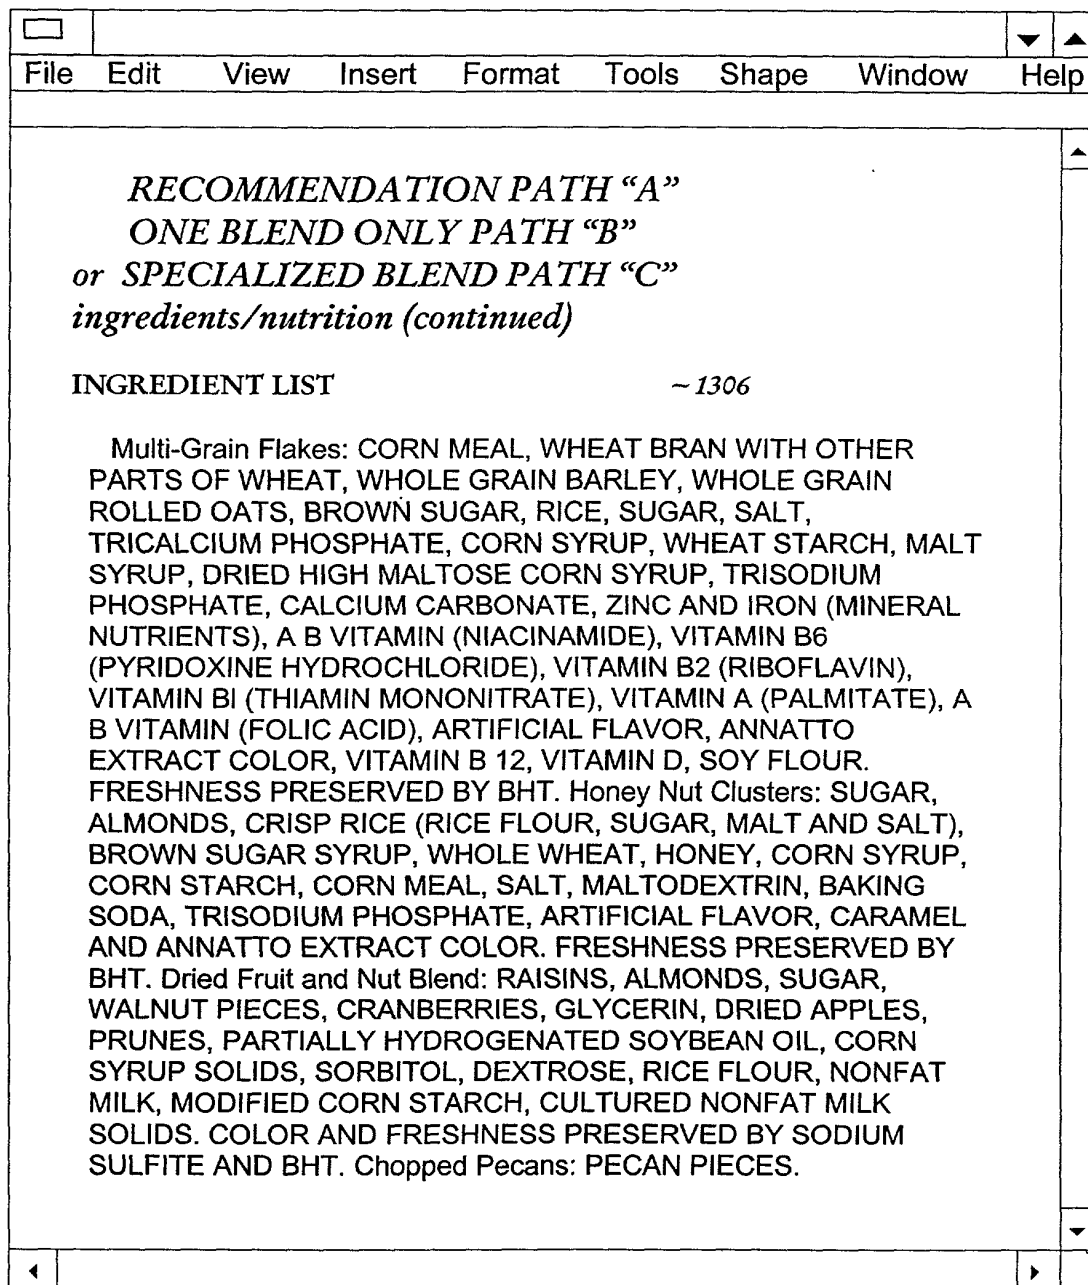 File Edit View Insert Format Tools Shape Window Help
RECOMMENDATION PATH “A”
ONE BLEND ONLY PATH “B”
or SPECIALIZED BLEND PATH “C”
ingredients/nutrition (continued)
INGREDIENT LIST ~1306
Multi-Grain Flakes: CORN MEAL, WHEAT BRAN WITH OTHER
PARTS OF WHEAT, WHOLE GRAIN BARLEY, WHOLE GRAIN
ROLLED OATS, BROWN SUGAR, RICE, SUGAR, SALT,
TRICALCIUM PHOSPHATE, CORN SYRUP, WHEAT STARCH, MALT
SYRUP, DRIED HIGH MALTOSE CORN SYRUP, TRISODIUM
PHOSPHATE, CALCIUM CARBONATE, ZINC AND IRON (MINERAL
NUTRIENTS), A B VITAMIN (NIACINAMIDE), VITAMIN B6
(PYRIDOXINE HYDROCHLORIDE), VITAMIN B2 (RIBOFLAVIN),
VITAMIN BI (THIAMIN MONONITRATE), VITAMIN A (PALMITATE), A
B VITAMIN (FOLIC ACID), ARTIFICIAL FLAVOR, ANNATTO
EXTRACT COLOR, VITAMIN B 12, VITAMIN D, SOY FLOUR.
FRESHNESS PRESERVED BY BHT. Honey Nut Clusters: SUGAR,
ALMONDS, CRISP RICE (RICE FLOUR, SUGAR, MALT AND SALT),
BROWN SUGAR SYRUP, WHOLE WHEAT, HONEY, CORN SYRUP,
CORN STARCH, CORN MEAL, SALT, MALTODEXTRIN, BAKING
SODA, TRISODIUM PHOSPHATE, ARTIFICIAL FLAVOR, CARAMEL
AND ANNATTO EXTRACT COLOR. FRESHNESS PRESERVED BY
BHT. Dried Fruit and Nut Blend: RAISINS, ALMONDS, SUGAR,
WALNUT PIECES, CRANBERRIES, GLYCERIN, DRIED APPLES,
PRUNES, PARTIALLY HYDROGENATED SOYBEAN OIL, CORN
SYRUP SOLIDS, SORBITOL, DEXTROSE, RICE FLOUR, NONFAT
MILK, MODIFIED CORN STARCH, CULTURED NONFAT MILK
SOLIDS. COLOR AND FRESHNESS PRESERVED BY SODIUM
SULFITE AND BHT. Chopped Pecans: PECAN PIECES.